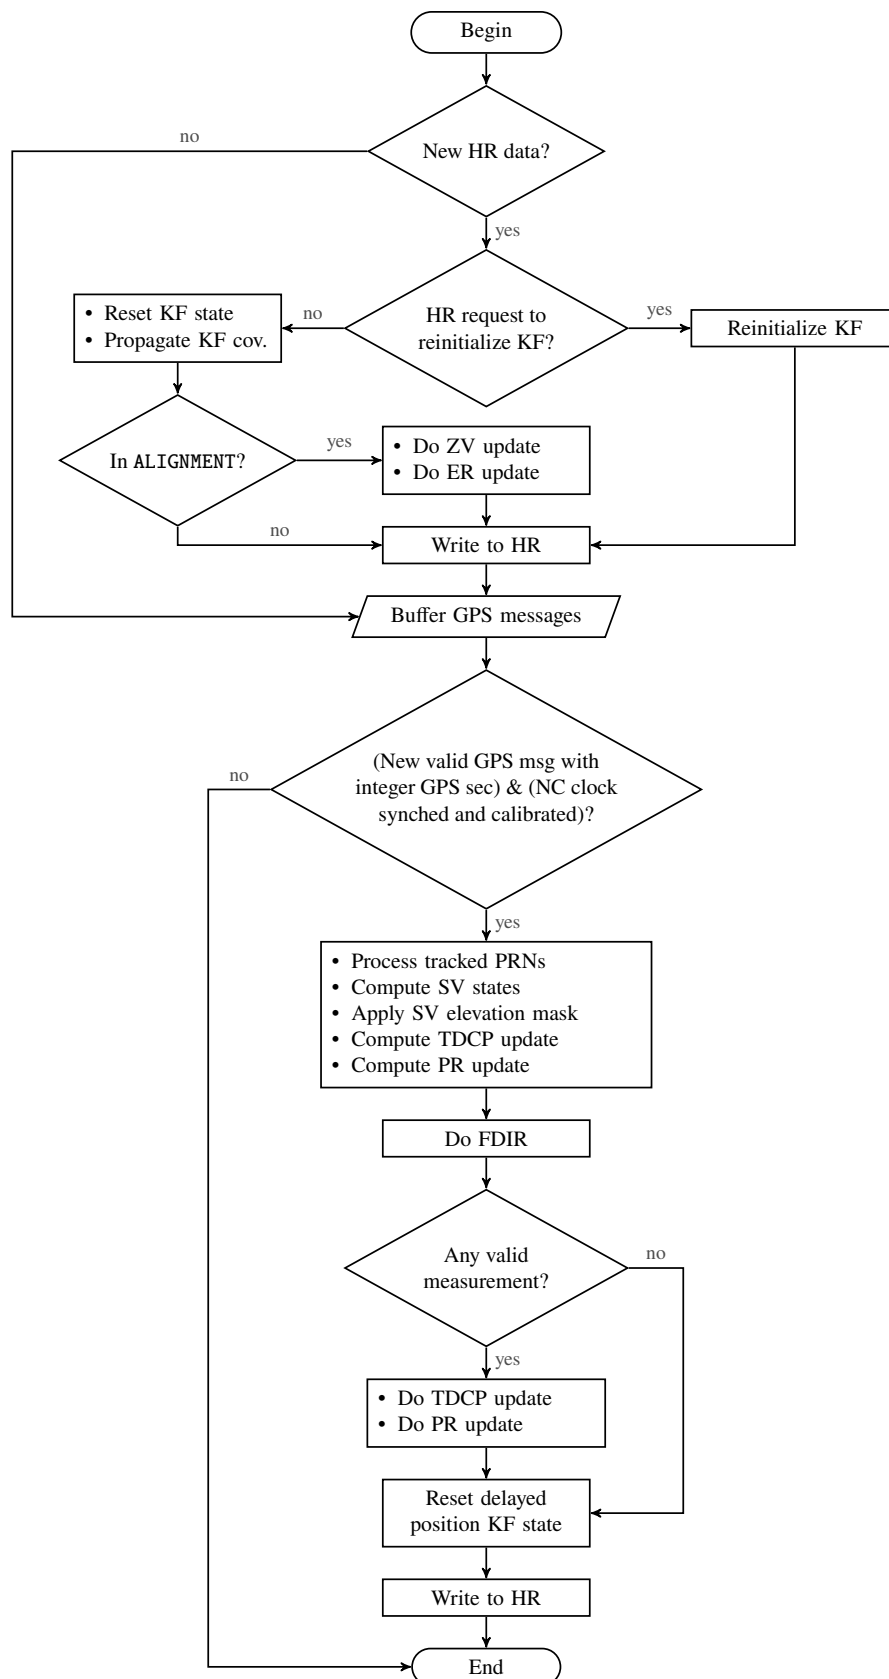 Begin
no
New HR data?
yes
• Reset KF state
• Propagate KF cov.
no
HR request to
reinitialize KF?
yes
Reinitialize KF
In ALIGNMENT?
yes
• Do ZV update
• Do ER update
no
Write to HR
Buffer GPS messages
no
(New valid GPS msg with
integer GPS sec) & (NC clock
synched and calibrated)?
yes
• Process tracked PRNs
• Compute SV states
• Apply SV elevation mask
• Compute TDCP update
• Compute PR update
Do FDIR
Any valid
measurement?
no
yes
• Do TDCP update
• Do PR update
Reset delayed
position KF state
Write to HR
End